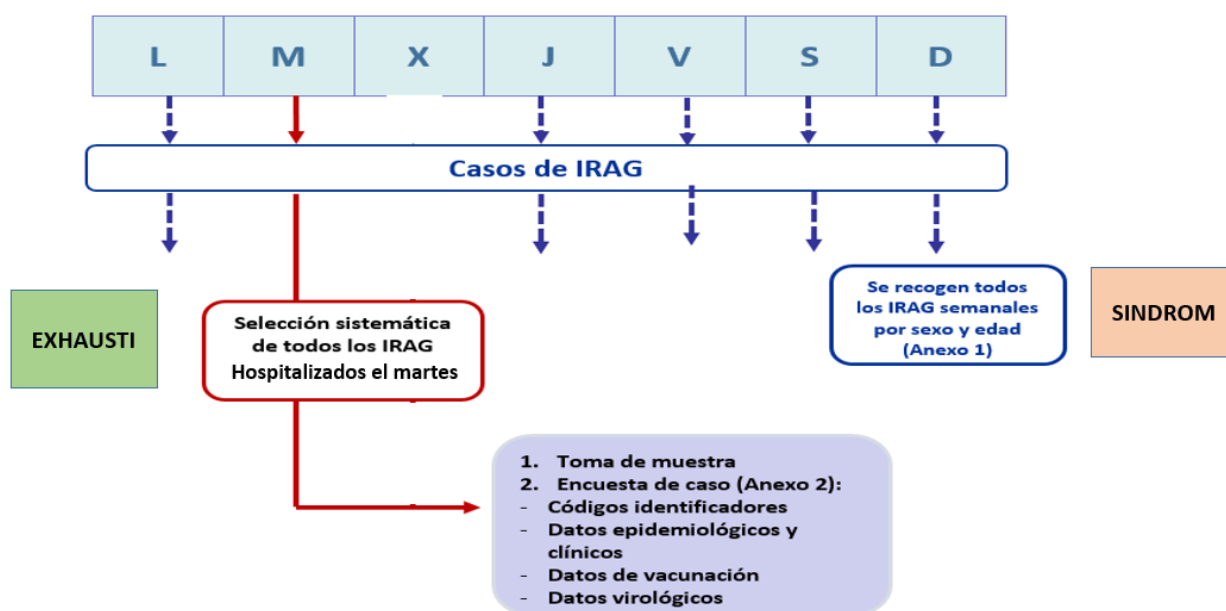 L M X J V S D
Casos de IRAG
EXHAUSTI
Selección sistemática
de todos los IRAG
Hospitalizados el martes
Se recogen todos
los IRAG semanales
por sexo y edad
(Anexo 1)
SINDROM
1. Toma de muestra
2. Encuesta de caso (Anexo 2):
- Códigos identificadores
- Datos epidemiológicos y
clínicos
- Datos de vacunación
- Datos virológicos